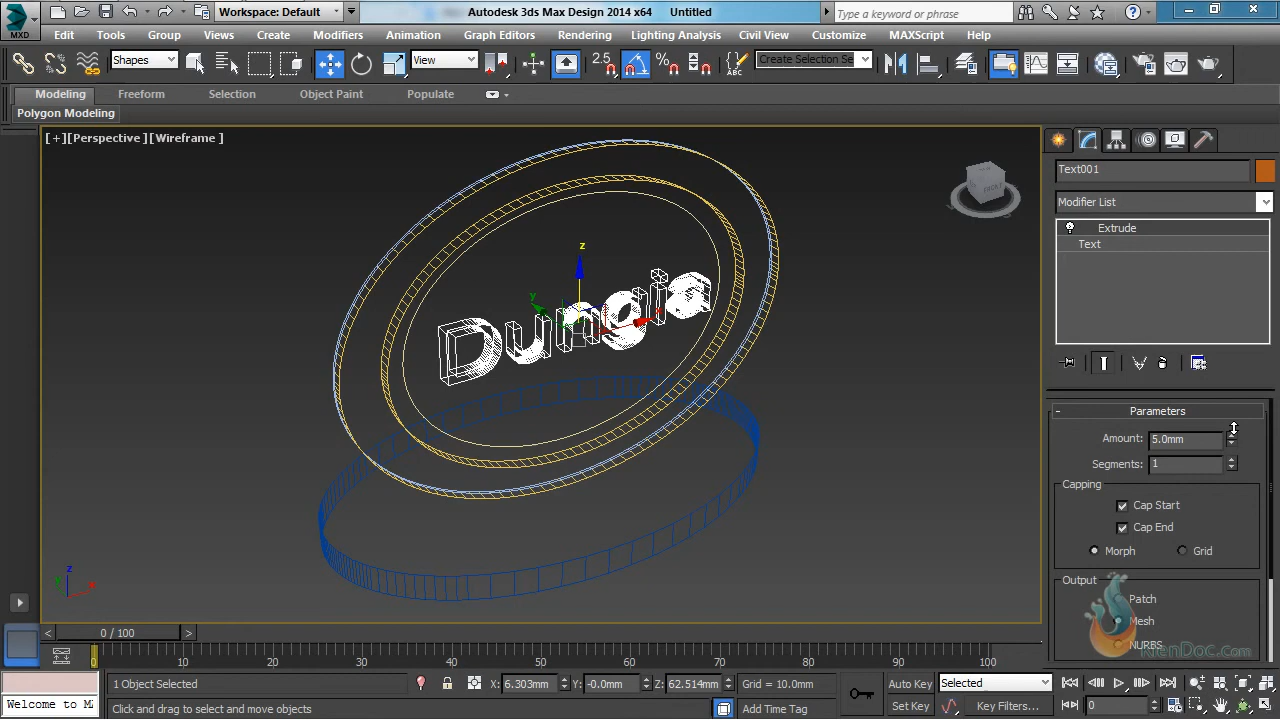 Workspace: Default
Autodesk 3ds Max Design 2014 x64 Untitled
Type a keyword or phrase
MXD
Edit Tools Group Views Create Modifiers Animation Graph Editors Rendering Lighting Analysis Civil View Customize MAXScript Help
Shapes View 2.5 Create Selection Se
Modeling Freeform Selection Object Paint Populate
Polygon Modeling
[+][Perspective][Wireframe]
Text001
Modifier List
Extrude
Text
Dungia
z
y
Parameters
Amount: 5.0mm
Segments: 1
Capping
Cap Start
Cap End
Morph Grid
Output
Patch
Mesh
NURBS
z
y x
0 / 100
0 10 20 30 40 50 60 70 80 90 100
1 Object Selected X: 6.303mm Y: -0.0mm Z: 62.514mm Grid = 10.0mm Auto Key Selected
Welcome to MA Click and drag to select and move objects Add Time Tag Set Key Key Filters... 0